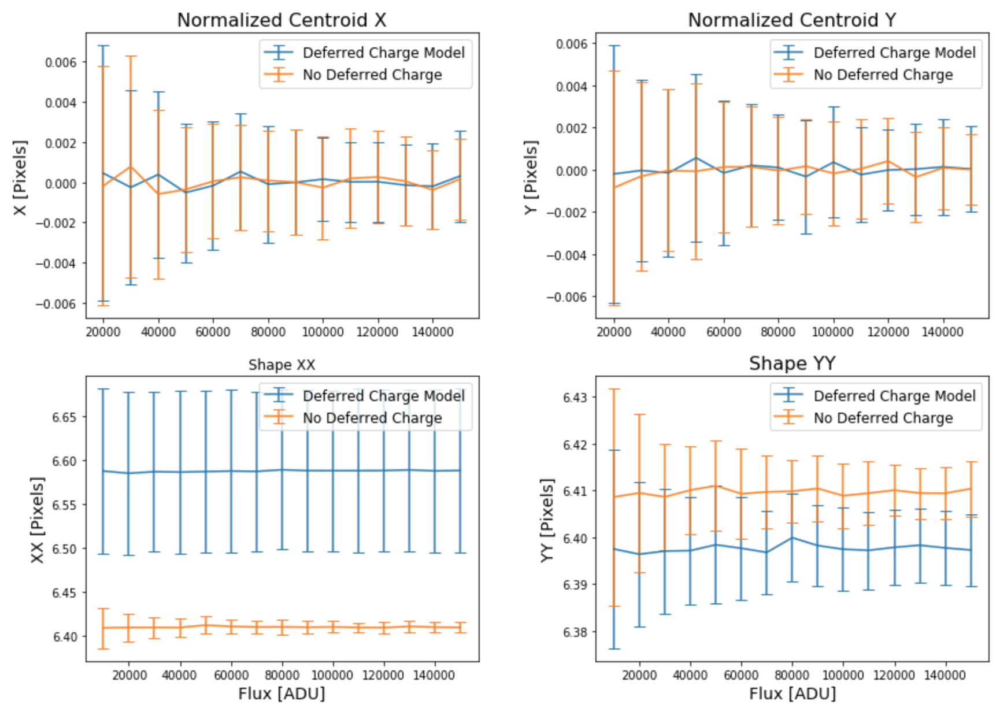 Normalized Centroid X
Deferred Charge Model
No Deferred Charge
X [Pixels]
0.006
0.004
0.002
0.000
−0.002
−0.004
−0.006
20000 40000 60000 80000 100000 120000 140000
Normalized Centroid Y
Deferred Charge Model
No Deferred Charge
Y [Pixels]
0.006
0.004
0.002
0.000
−0.002
−0.004
−0.006
20000 40000 60000 80000 100000 120000 140000
Shape XX
Deferred Charge Model
No Deferred Charge
XX [Pixels]
6.65
6.60
6.55
6.50
6.45
6.40
20000 40000 60000 80000 100000 120000 140000
Flux [ADU]
Shape YY
Deferred Charge Model
No Deferred Charge
YY [Pixels]
6.43
6.42
6.41
6.40
6.39
6.38
20000 40000 60000 80000 100000 120000 140000
Flux [ADU]